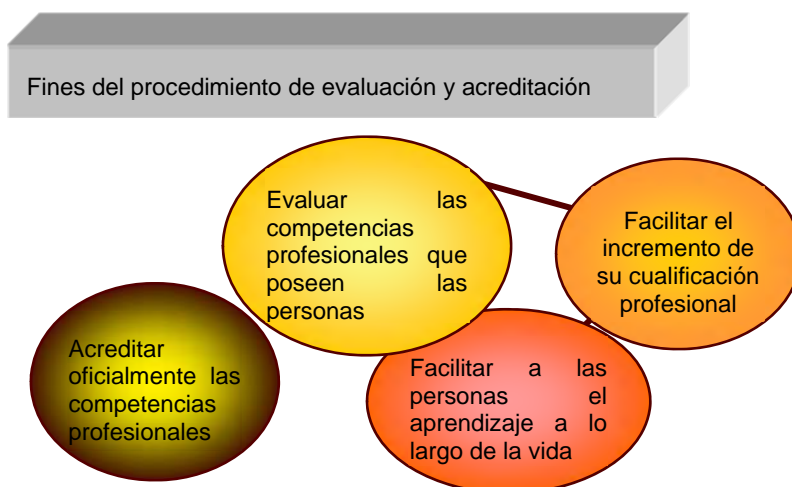 Fines del procedimiento de evaluación y acreditación
Evaluar las
competencias
profesionales que
poseen las
personas
Facilitar el
incremento de
su cualificación
profesional
Acreditar
oficialmente las
competencias
profesionales
Facilitar a las
personas el
aprendizaje a lo
largo de la vida